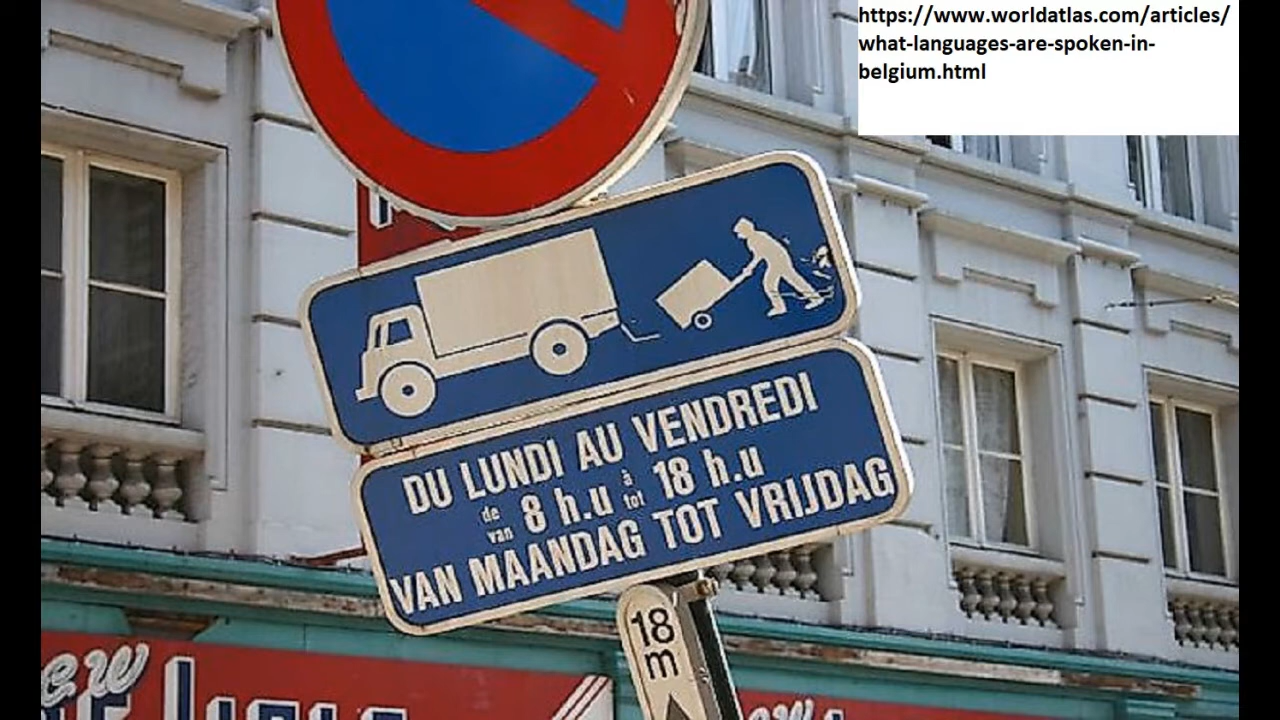 https://www.worldatlas.com/articles/
what-languages-are-spoken-in-
belgium.html
DU LUNDI AU VENDREDI
de 8 h.u à 18 h.u
van tot
VAN MAANDAG TOT VRIJDAG
18
m
ew